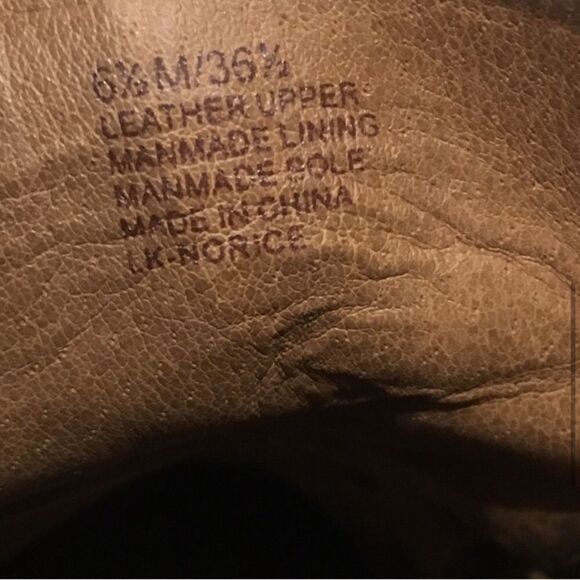 6½M/36½
LEATHER UPPER
MANMADE LINING
MANMADE SOLE
MADE IN CHINA
LK-NORICE